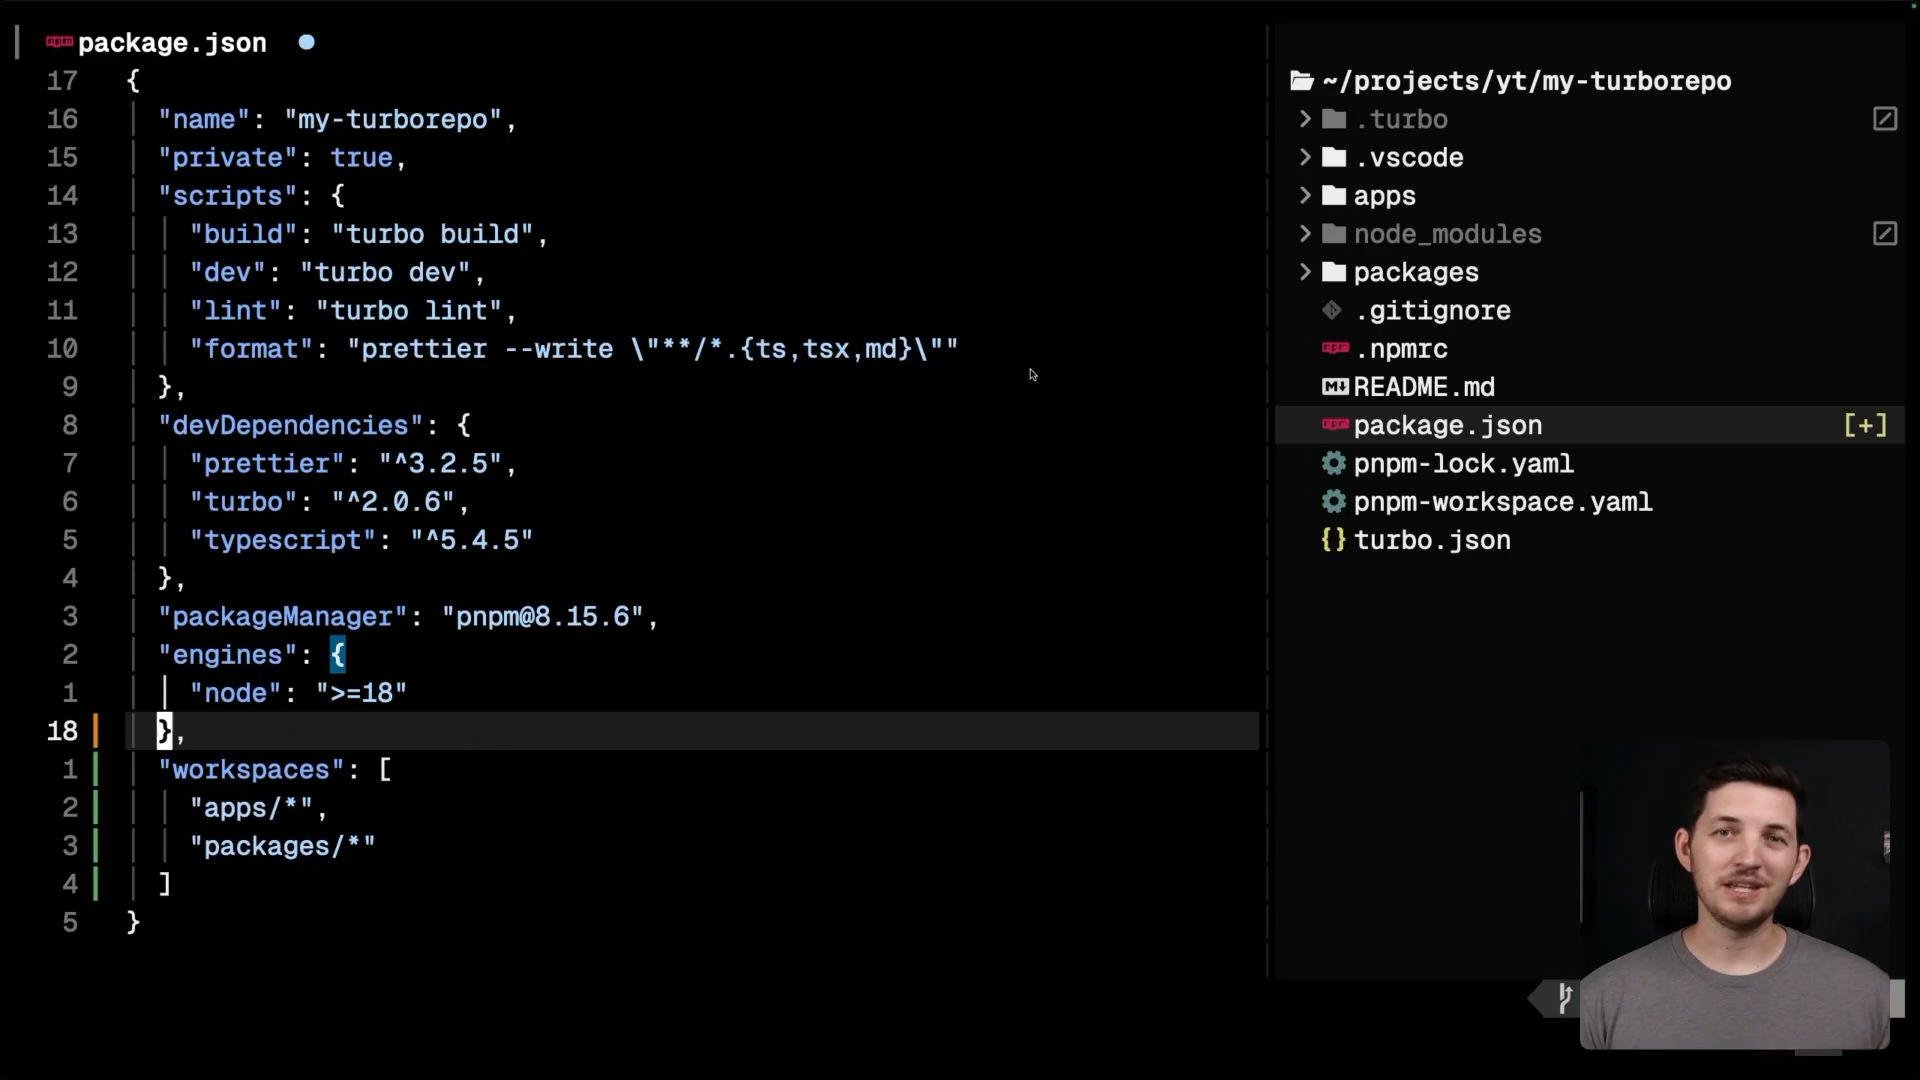 package.json
17 {
16 "name": "my-turborepo",
15 "private": true,
14 "scripts": {
13 "build": "turbo build",
12 "dev": "turbo dev",
11 "lint": "turbo lint",
10 "format": "prettier --write \"**/*.{ts,tsx,md}\""
9 },
8 "devDependencies": {
7 "prettier": "^3.2.5",
6 "turbo": "^2.0.6",
5 "typescript": "^5.4.5"
4 },
3 "packageManager": "pnpm@8.15.6",
2 "engines": {
1 "node": ">=18"
18 },
1 "workspaces": [
2 "apps/*",
3 "packages/*"
4 ]
5 }
~/projects/yt/my-turborepo
.turbo
.vscode
apps
node_modules
packages
.gitignore
.npmrc
README.md
package.json [+]
pnpm-lock.yaml
pnpm-workspace.yaml
{} turbo.json